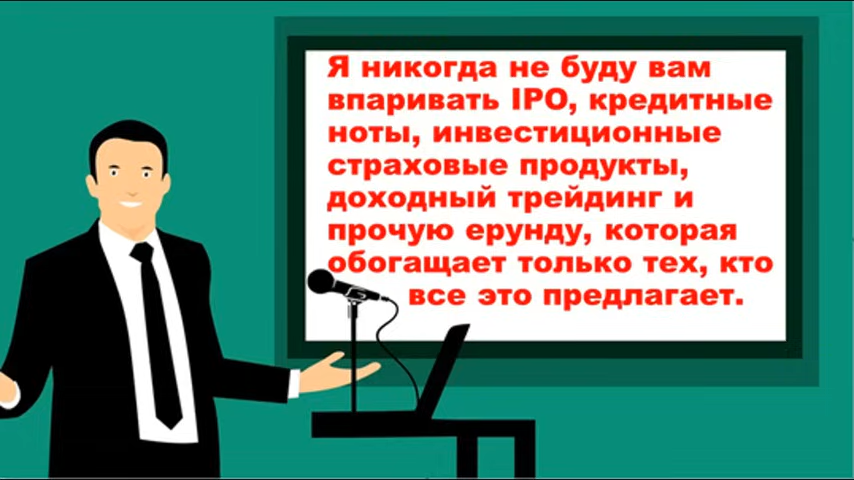 Я никогда не буду вам
впаривать IPO, кредитные
ноты, инвестиционные
страховые продукты,
доходный трейдинг и
прочую ерунду, которая
обогащает только тех, кто
все это предлагает.